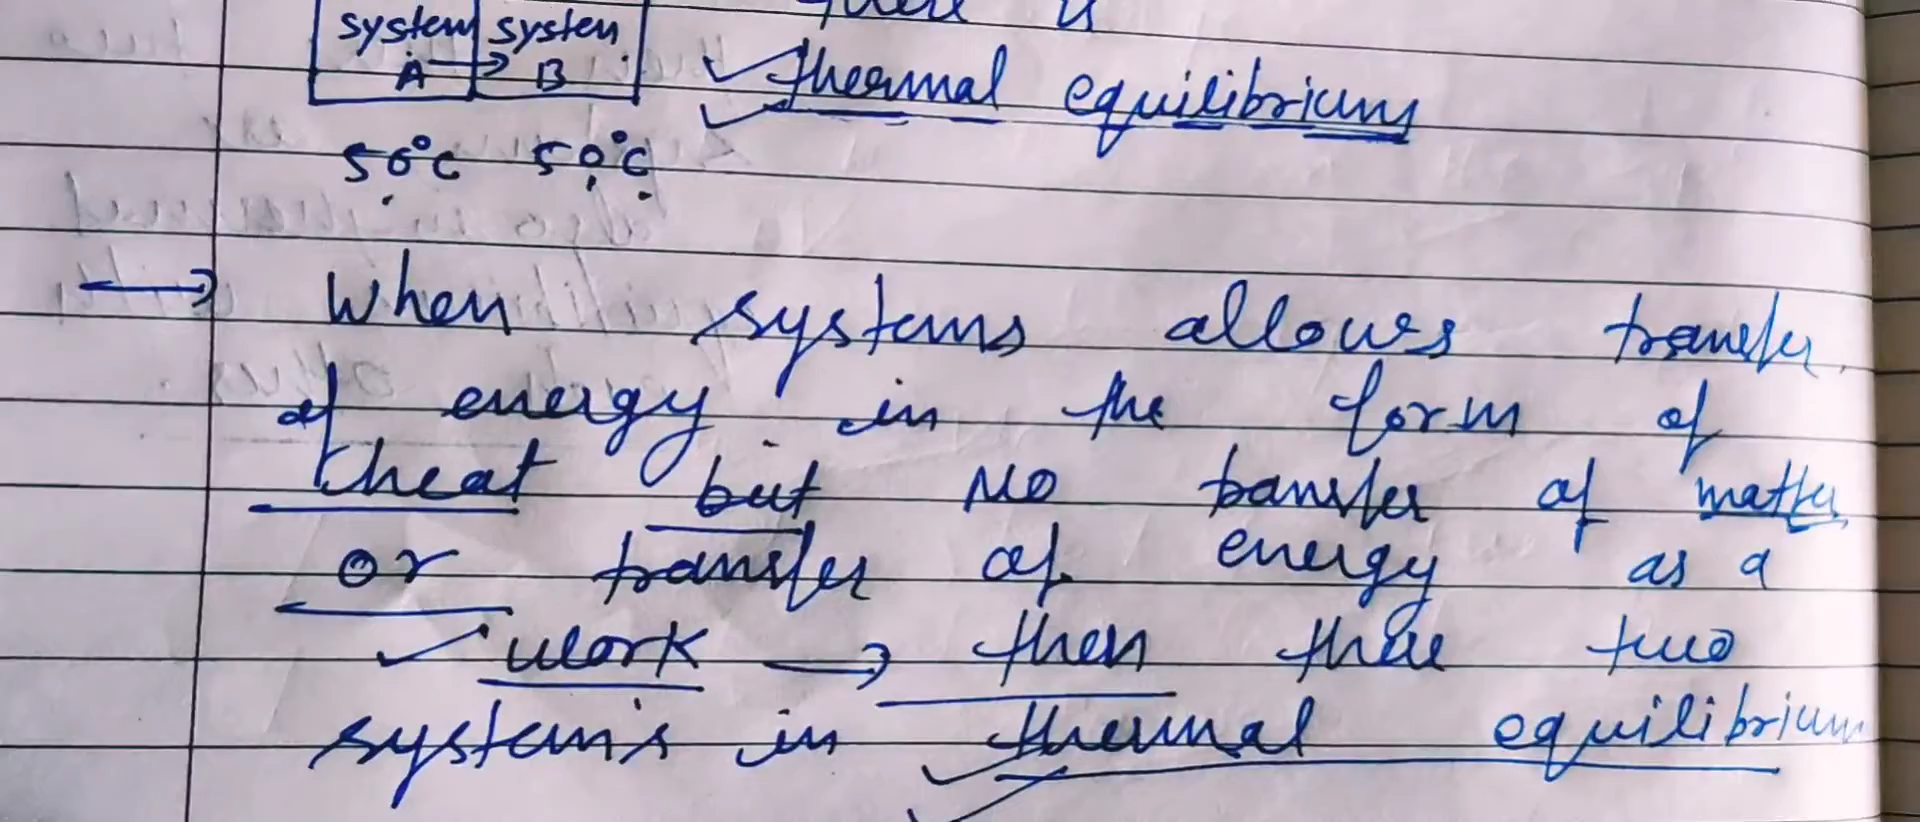 system system
A → B
✓ thermal equilibrium
50°C 50°C
→ When systems allows transfer
of energy in the form of
heat but no transfer of matter
or transfer of energy as a
✓ work → then these two
system's in thermal equilibrium